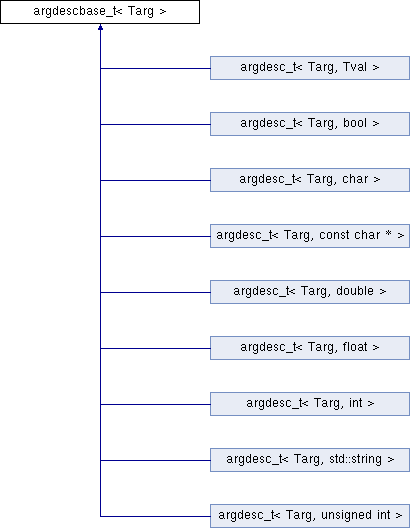 argdescbase_t< Targ >
argdesc_t< Targ, Tval >
argdesc_t< Targ, bool >
argdesc_t< Targ, char >
argdesc_t< Targ, const char * >
argdesc_t< Targ, double >
argdesc_t< Targ, float >
argdesc_t< Targ, int >
argdesc_t< Targ, std::string >
argdesc_t< Targ, unsigned int >